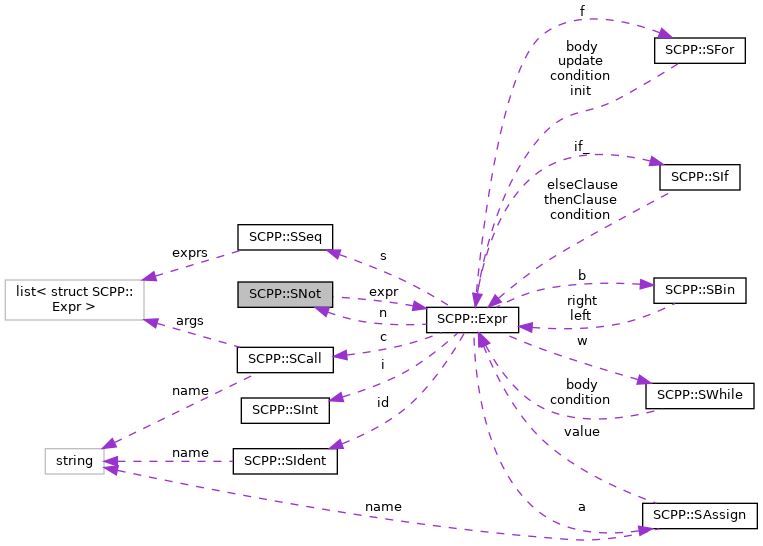 f
SCPP::SFor
body
update
condition
init
if_
SCPP::SIf
elseClause
thenClause
condition
SCPP::SSeq
exprs
s
b
SCPP::SBin
list< struct SCPP::
Expr >
SCPP::SNot
expr
n
right
left
SCPP::Expr
args
c
w
SCPP::SCall
i
name
body
condition
SCPP::SWhile
SCPP::SInt
id
value
string
name
SCPP::SIdent
name
a
SCPP::SAssign